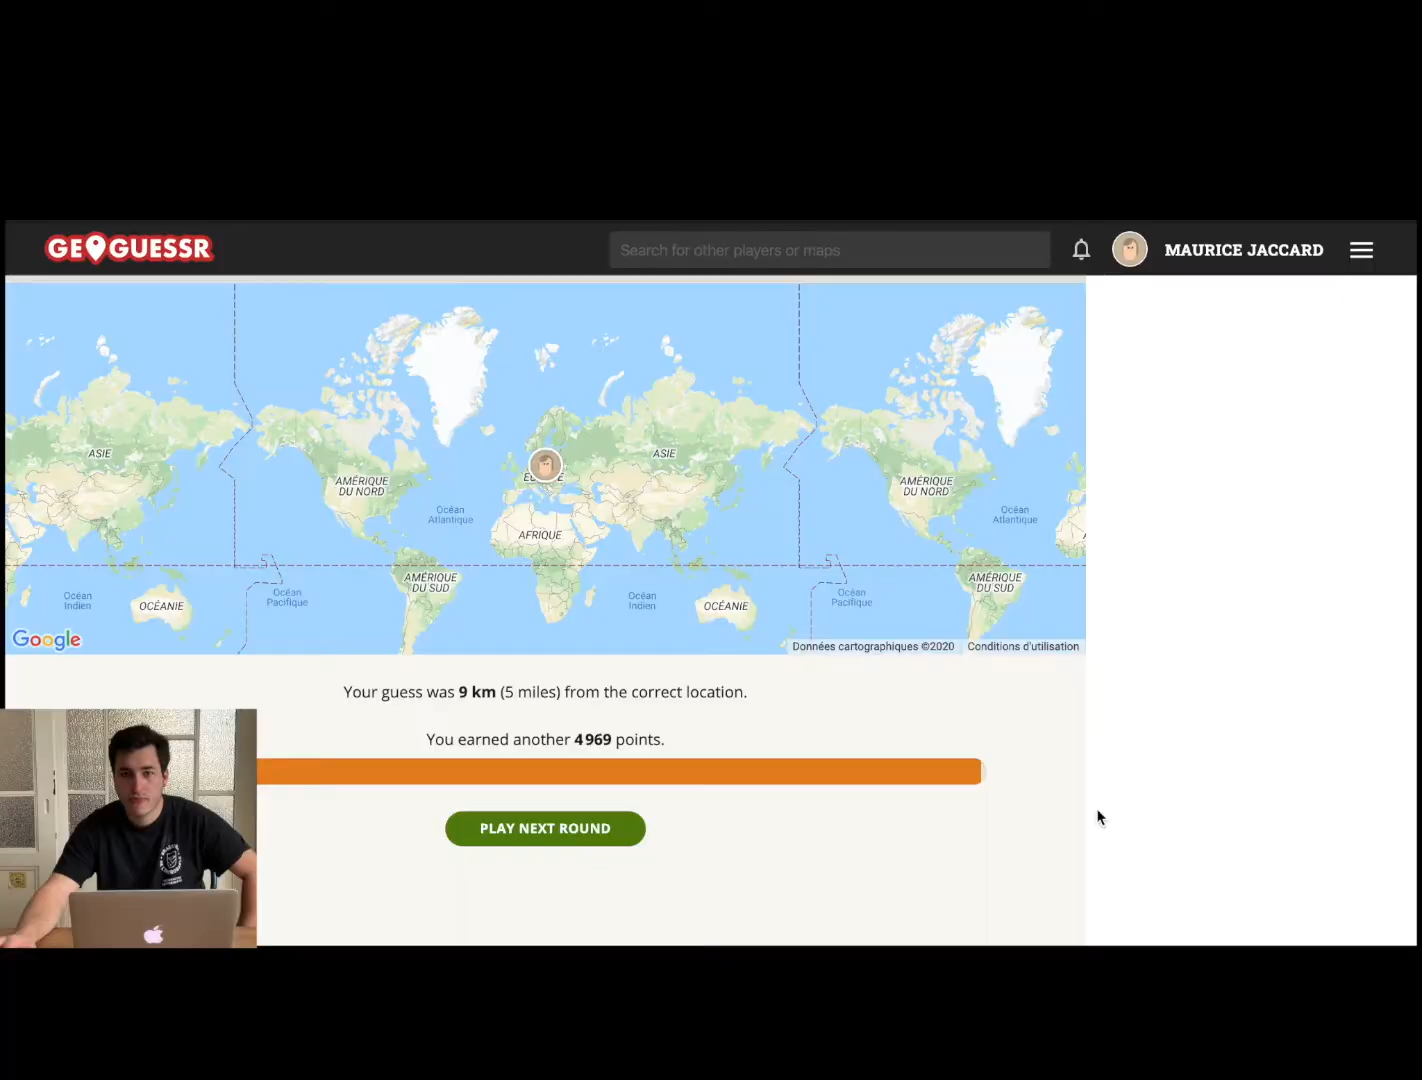 GEOGUESSR
Search for other players or maps
MAURICE JACCARD
ASIE
AMÉRIQUE
DU NORD
Océan
Atlantique
AFRIQUE
ASIE
AMÉRIQUE
DU NORD
Océan
Atlantique
Océan
Indien
OCÉANIE
Océan
Pacifique
AMÉRIQUE
DU SUD
Océan
Indien
OCÉANIE
Océan
Pacifique
AMÉRIQUE
DU SUD
Google
Données cartographiques ©2020
Conditions d'utilisation
Your guess was 9 km (5 miles) from the correct location.
You earned another 4 969 points.
PLAY NEXT ROUND